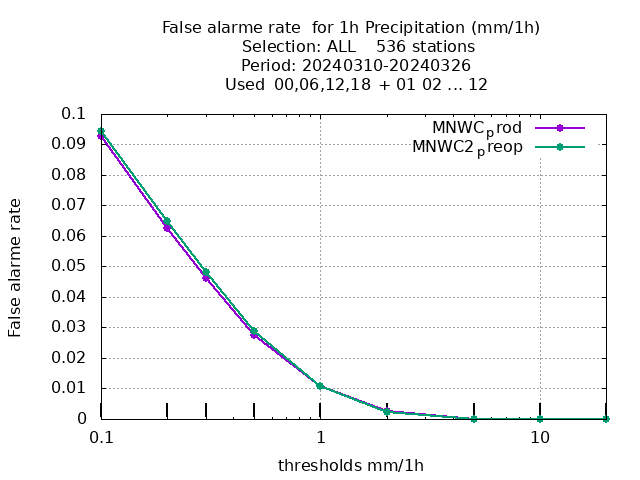 False alarme rate  for 1h Precipitation (mm/1h)
Selection: ALL    536 stations
Period: 20240310-20240326
Used  00,06,12,18 + 01 02 ... 12
MNWC_prod
MNWC2_preop
0.1
0.09
0.08
0.07
0.06
0.05
0.04
0.03
0.02
0.01
0
False alarme rate
0.1 1 10
thresholds mm/1h